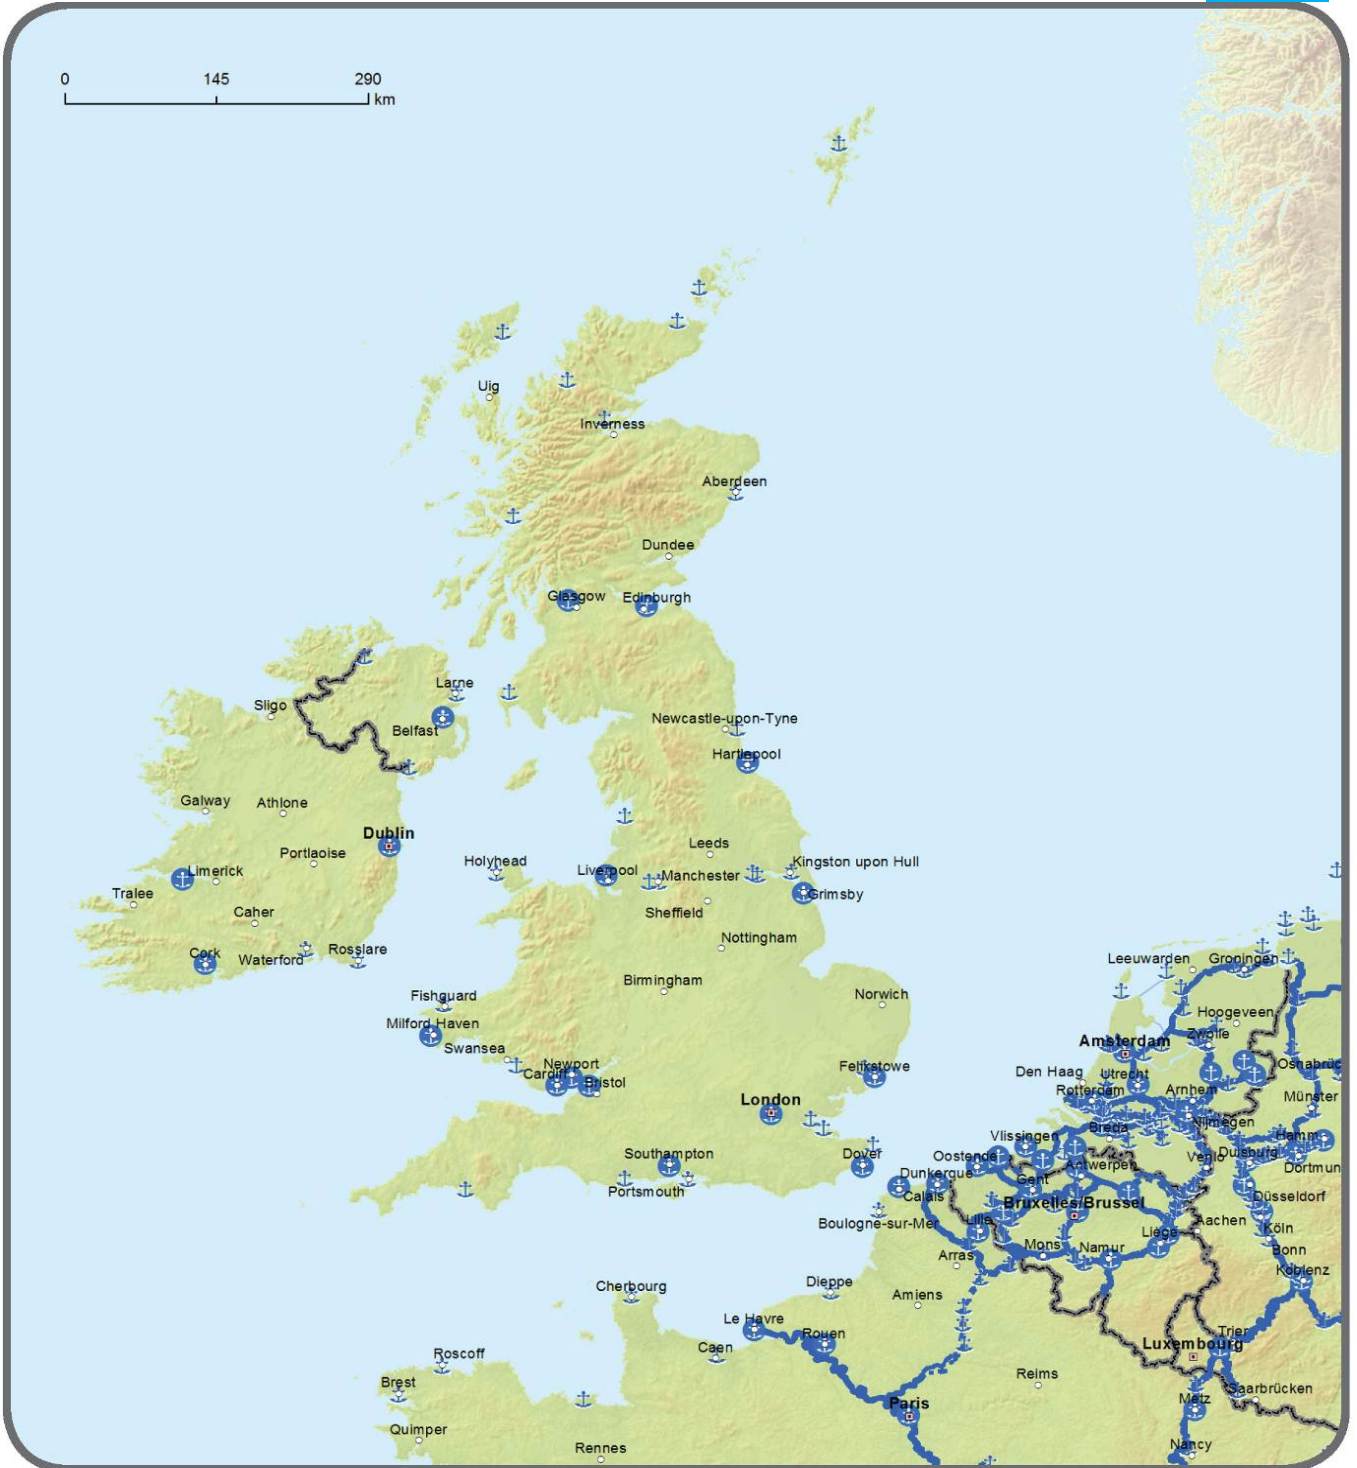 0 145 290
km
Uig
Inverness
Aberdeen
Dundee
Glasgow
Edinburgh
Larne
Sligo
Belfast
Newcastle-upon-Tyne
Hartlepool
Galway
Athlone
Dublin
Leeds
Portlaoise
Holyhead
Liverpool
Manchester
Kingston upon Hull
Limerick
Tralee
Grimsby
Sheffield
Caher
Nottingham
Cork
Waterford
Rosslare
Leeuwarden
Groningen
Birmingham
Fishguard
Norwich
Hoogeveen
Milford Haven
Zwolle
Swansea
Amsterdam
Newport
Cardiff
Bristol
Felixstowe
Den Haag
Utrecht
Osnabrüc
Rotterdam
Arnhem
Münster
London
Nijmegen
Breda
Vlissingen
Hamm
Southampton
Dover
Oostende
Antwerpen
Venlo
Duisburg
Dortmun
Dunkerque
Gent
Portsmouth
Calais
Bruxelles/Brussel
Düsseldorf
Boulogne-sur-Mer
Lille
Aachen
Köln
Liège
Arras
Mons
Namur
Bonn
Koblenz
Cherbourg
Dieppe
Amiens
Le Havre
Rouen
Trier
Caen
Luxembourg
Roscoff
Reims
Brest
Saarbrücken
Paris
Metz
Quimper
Rennes
Nancy